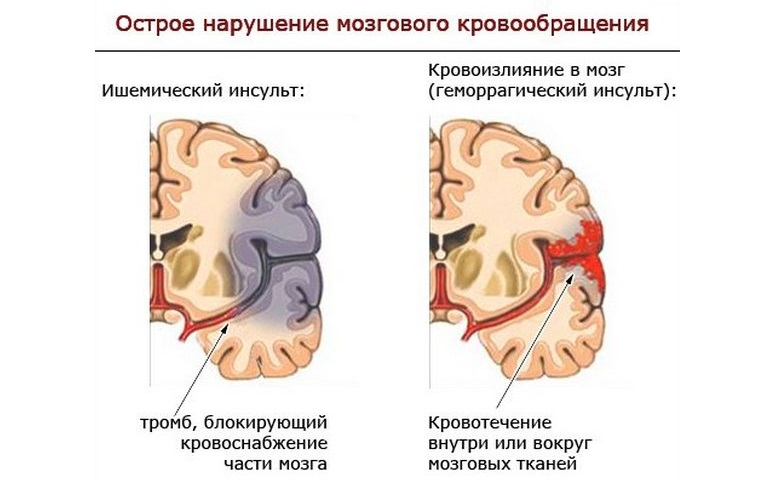 Острое нарушение мозгового кровообращения
Ишемический инсульт:
Кровоизлияние в мозг
(геморрагический инсульт):
тромб, блокирующий
кровоснабжение
части мозга
Кровотечение
внутри или вокруг
мозговых тканей